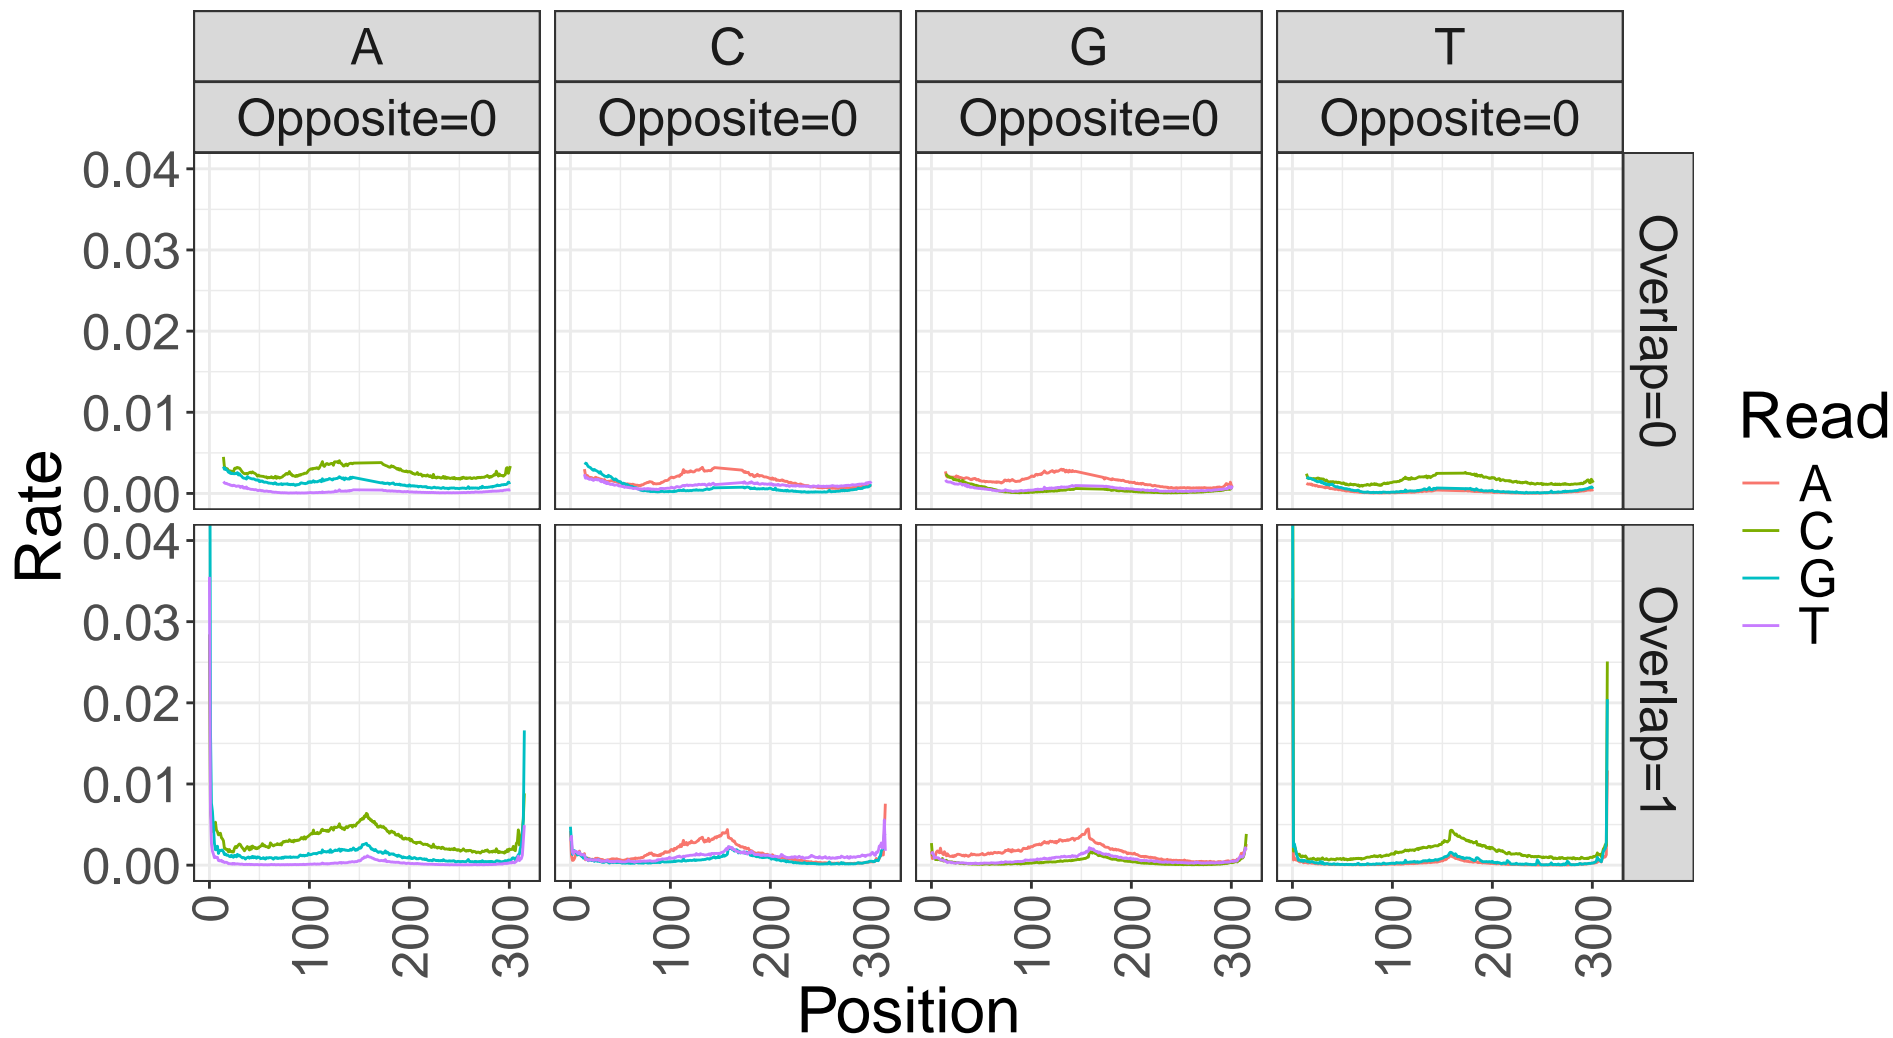 A C G T
Opposite=0 Opposite=0 Opposite=0 Opposite=0
0.04
0.03
0.02
0.01
0.00
Overlap=0
0.04
0.03
0.02
0.01
0.00
Overlap=1
0 100 200 300 0 100 200 300 0 100 200 300 0 100 200 300
Position
Rate
Read
A
C
G
T